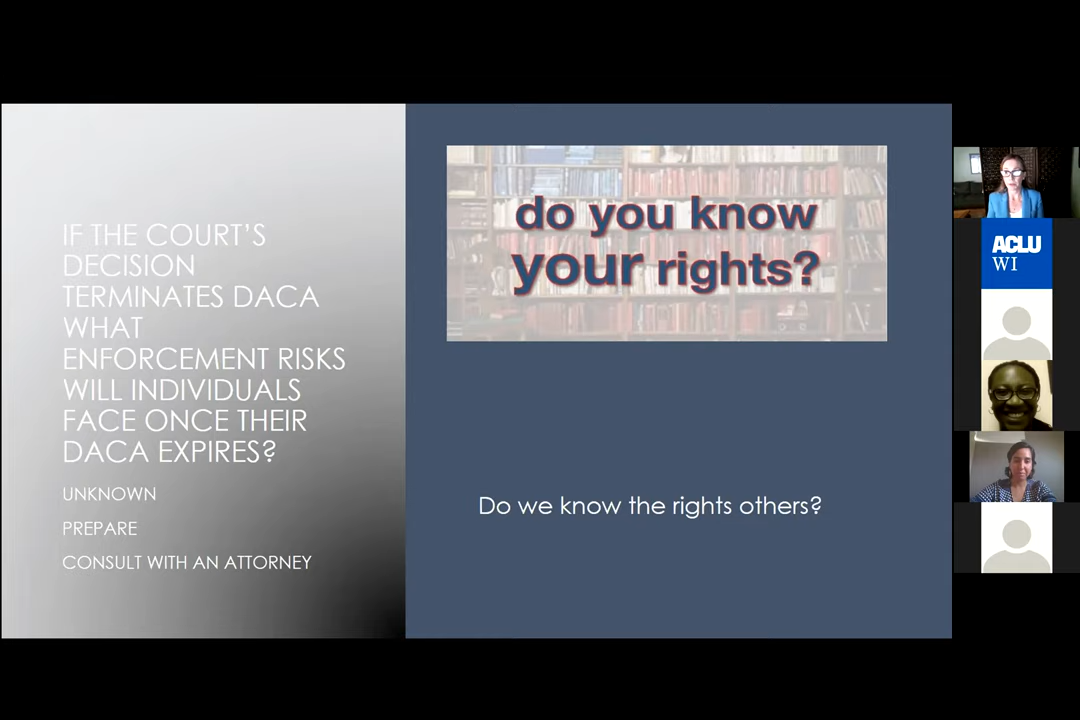 IF THE COURT'S
DECISION
TERMINATES DACA
WHAT
ENFORCEMENT RISKS
WILL INDIVIDUALS
FACE ONCE THEIR
DACA EXPIRES?
UNKNOWN
PREPARE
CONSULT WITH AN ATTORNEY
do you know
your rights?
Do we know the rights others?
ACLU
WI